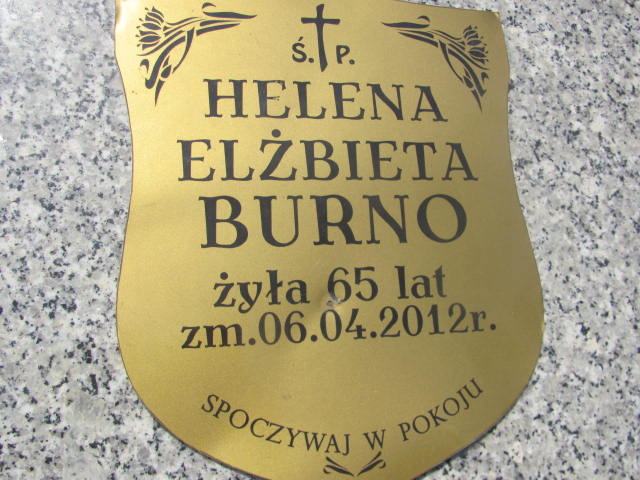 Ś. P.
HELENA
ELŻBIETA
BURNO
żyła 65 lat
zm.06.04.2012r.
SPOCZYWAJ W POKOJU